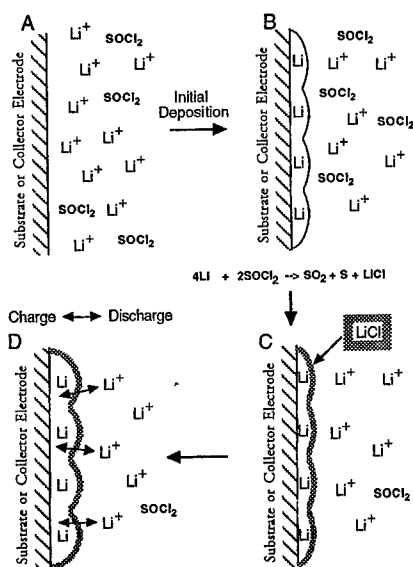 A
Substrate or Collector Electrode
Li⁺ SOCl₂
Li⁺ Li⁺
Li⁺ SOCl₂
Li⁺ Li⁺
Li⁺ Li⁺
SOCl₂ Li⁺
Li⁺ SOCl₂
Initial
Deposition
B
Substrate or Collector Electrode
SOCl₂
Li Li⁺ Li⁺
SOCl₂
Li SOCl₂
Li⁺
Li Li⁺
SOCl₂
Li Li⁺
4Li + 2SOCl₂ --> SO₂ + S + LiCl
Charge Discharge
LiCl
D
Substrate or Collector Electrode
Li Li⁺
Li⁺
Li
Li⁺
Li
SOCl₂
Li Li⁺
C
Substrate or Collector Electrode
Li Li⁺ Li⁺
Li⁺
Li
Li⁺
Li SOCl₂
Li⁺
Li